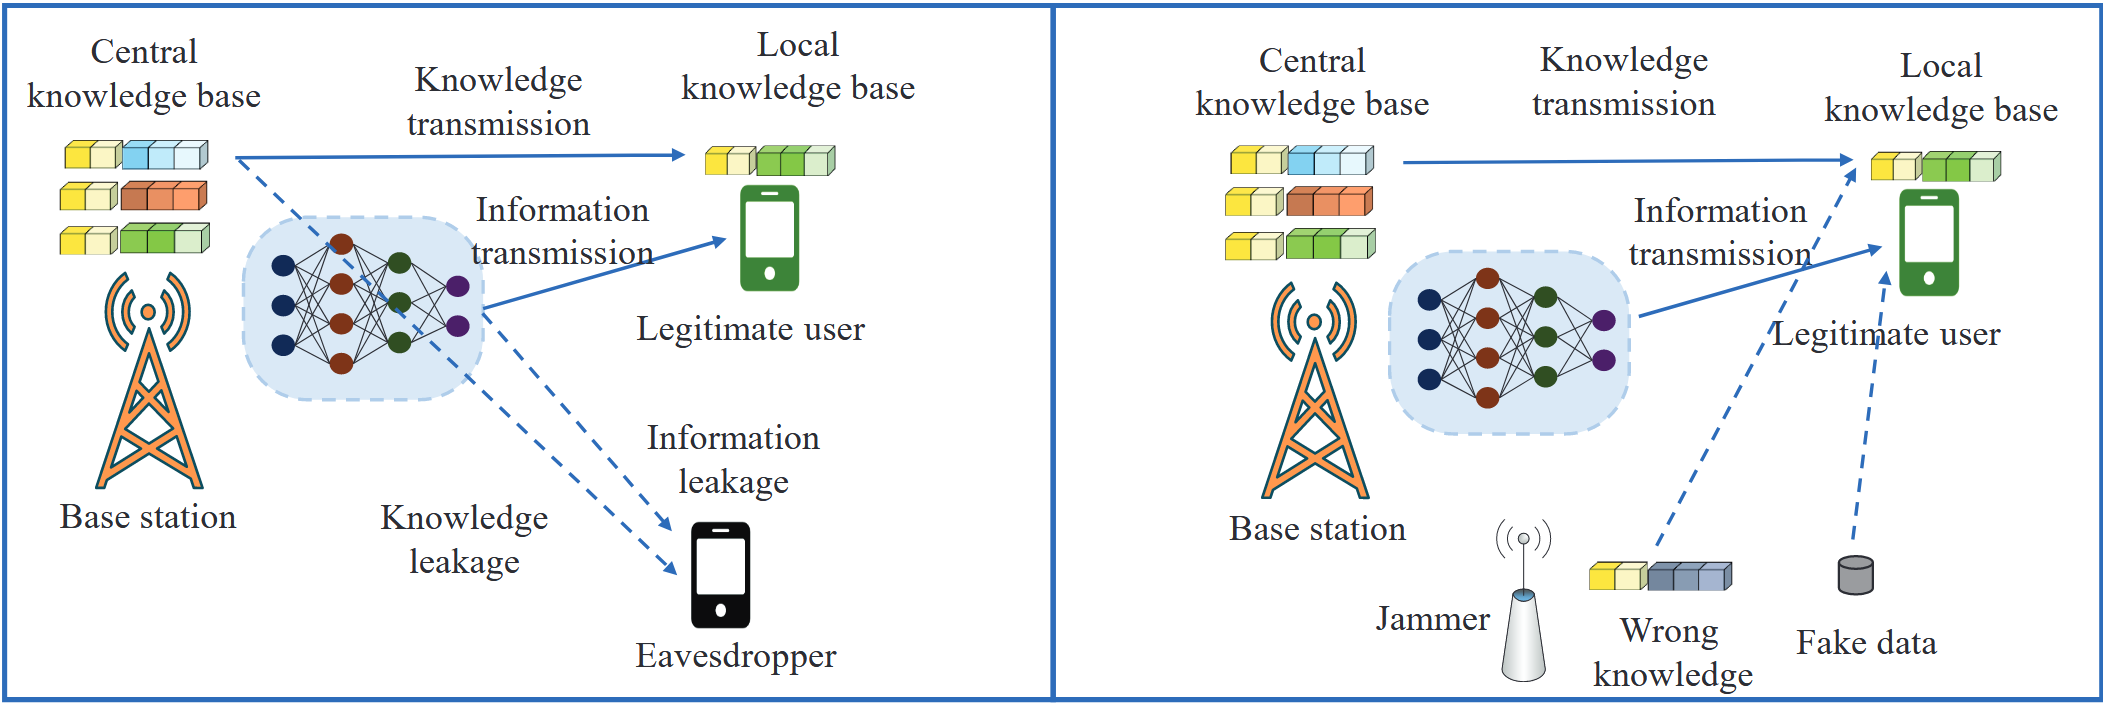 Central
knowledge base
Knowledge
transmission
Local
knowledge base
Information
transmission
Legitimate user
Base station
Information
leakage
Knowledge
leakage
Eavesdropper
Central
knowledge base
Knowledge
transmission
Local
knowledge base
Information
transmission
Legitimate user
Base station
Jammer
Wrong
knowledge
Fake data